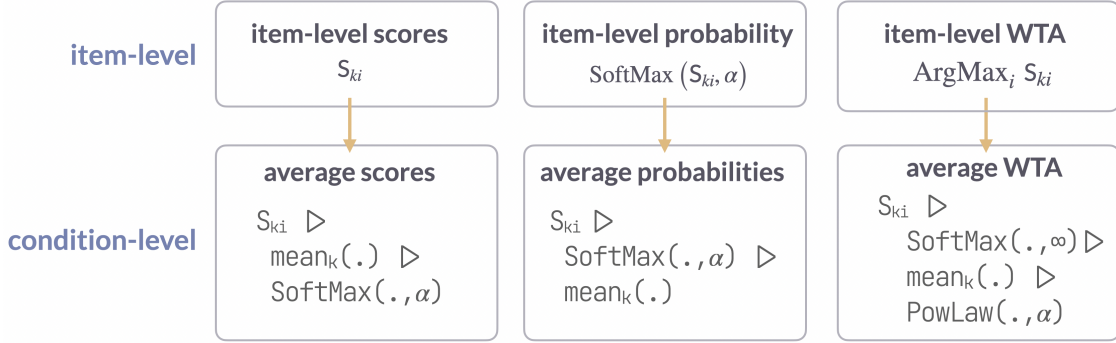 item-level
item-level scores
S_ki
item-level probability
SoftMax (S_ki, α)
item-level WTA
ArgMax_i S_ki
condition-level
average scores
S_ki ▷
mean_k(.) ▷
SoftMax(.,α)
average probabilities
S_ki ▷
SoftMax(.,α) ▷
mean_k(.)
average WTA
S_ki ▷
SoftMax(.,∞) ▷
mean_k(.) ▷
PowLaw(.,α)